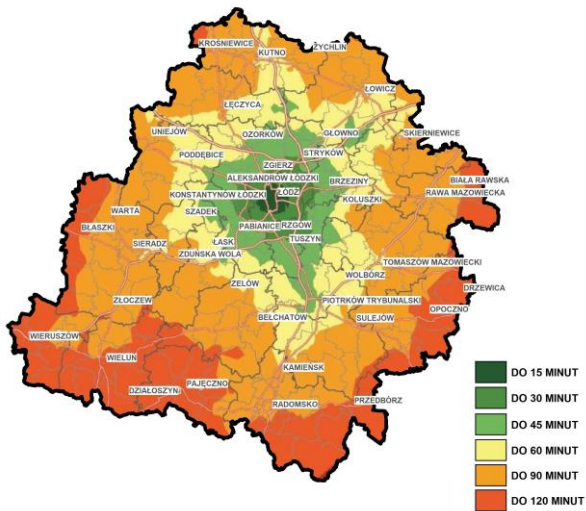 KROŚNIEWICE
ŻYCHLIN
KUTNO
ŁOWICZ
ŁĘCZYCA
UNIEJÓW
OZORKÓW
GŁOWNO
SKIERNIEWICE
STRYKÓW
PODDĘBICE
ZGIERZ
ALEKSANDRÓW ŁÓDZKI
BRZEZINY
BIAŁA RAWSKA
KONSTANTYNÓW ŁÓDZKI
ŁÓDŹ
RAWA MAZOWIECKA
KOLUSZKI
WARTA
SZADEK
BŁASZKI
PABIANICE
RZGÓW
SIERADZ
ŁASK
TUSZYN
ZDUŃSKA WOLA
TOMASZÓW MAZOWIECKI
WOLBÓRZ
ZELÓW
DRZEWICA
ZŁOCZEW
PIOTRKÓW TRYBUNALSKI
OPOCZNO
BEŁCHATÓW
SULEJÓW
WIERUSZÓW
WIELUŃ
KAMIEŃSK
DZIAŁOSZYN
PAJĘCZNO
RADOMSKO
PRZEDBÓRZ
DO 15 MINUT
DO 30 MINUT
DO 45 MINUT
DO 60 MINUT
DO 90 MINUT
DO 120 MINUT